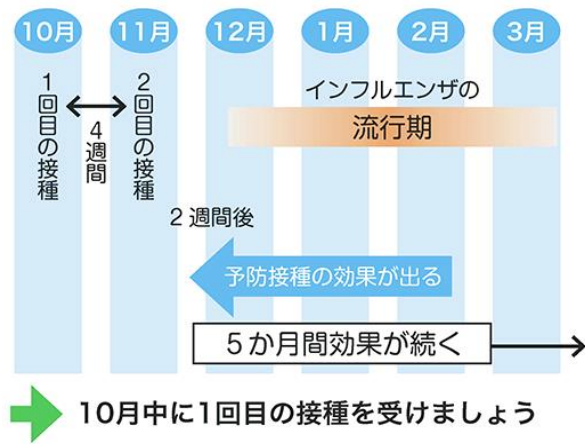 10月
11月
12月
1月
2月
3月
1回目の接種
4週間
2回目の接種
インフルエンザの
流行期
2週間後
予防接種の効果が出る
5か月間効果が続く
10月中に1回目の接種を受けましょう